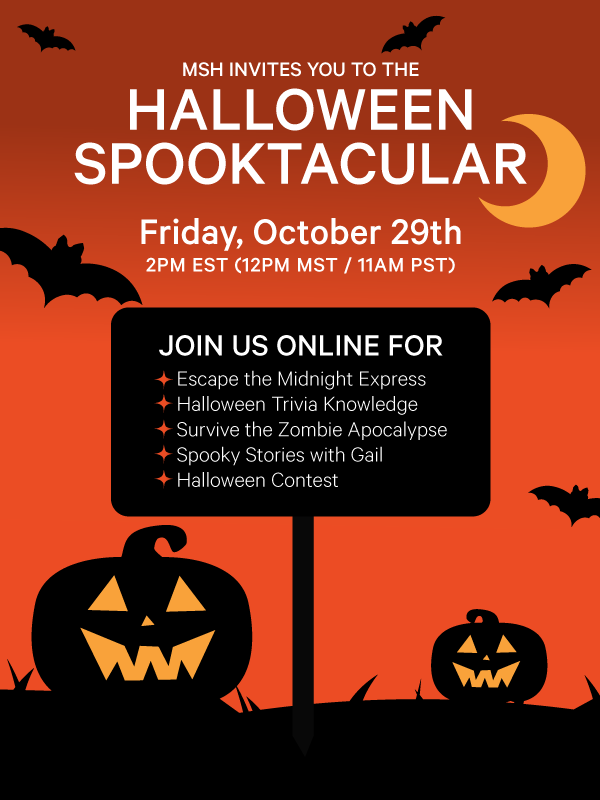 MSH INVITES YOU TO THE
HALLOWEEN
SPOOKTACULAR
Friday, October 29th
2PM EST (12PM MST / 11AM PST)
JOIN US ONLINE FOR
Escape the Midnight Express
Halloween Trivia Knowledge
Survive the Zombie Apocalypse
Spooky Stories with Gail
Halloween Contest